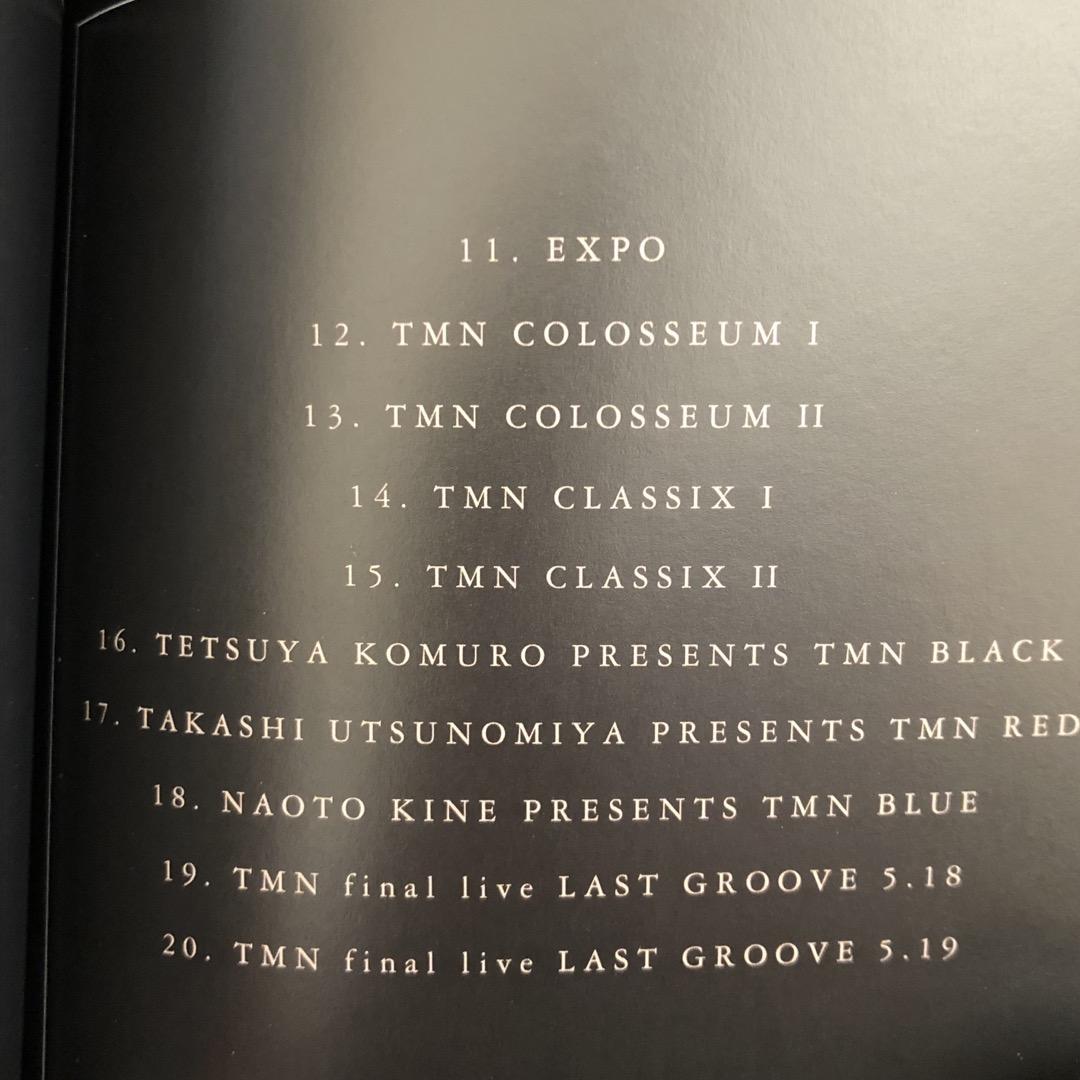 11. EXPO
12. TMN COLOSSEUM I
13. TMN COLOSSEUM II
14. TMN CLASSIX I
15. TMN CLASSIX II
16. TETSUYA KOMURO PRESENTS TMN BLACK
17. TAKASHI UTSUNOMIYA PRESENTS TMN RED
18. NAOTO KINE PRESENTS TMN BLUE
19. TMN final live LAST GROOVE 5.18
20. TMN final live LAST GROOVE 5.19